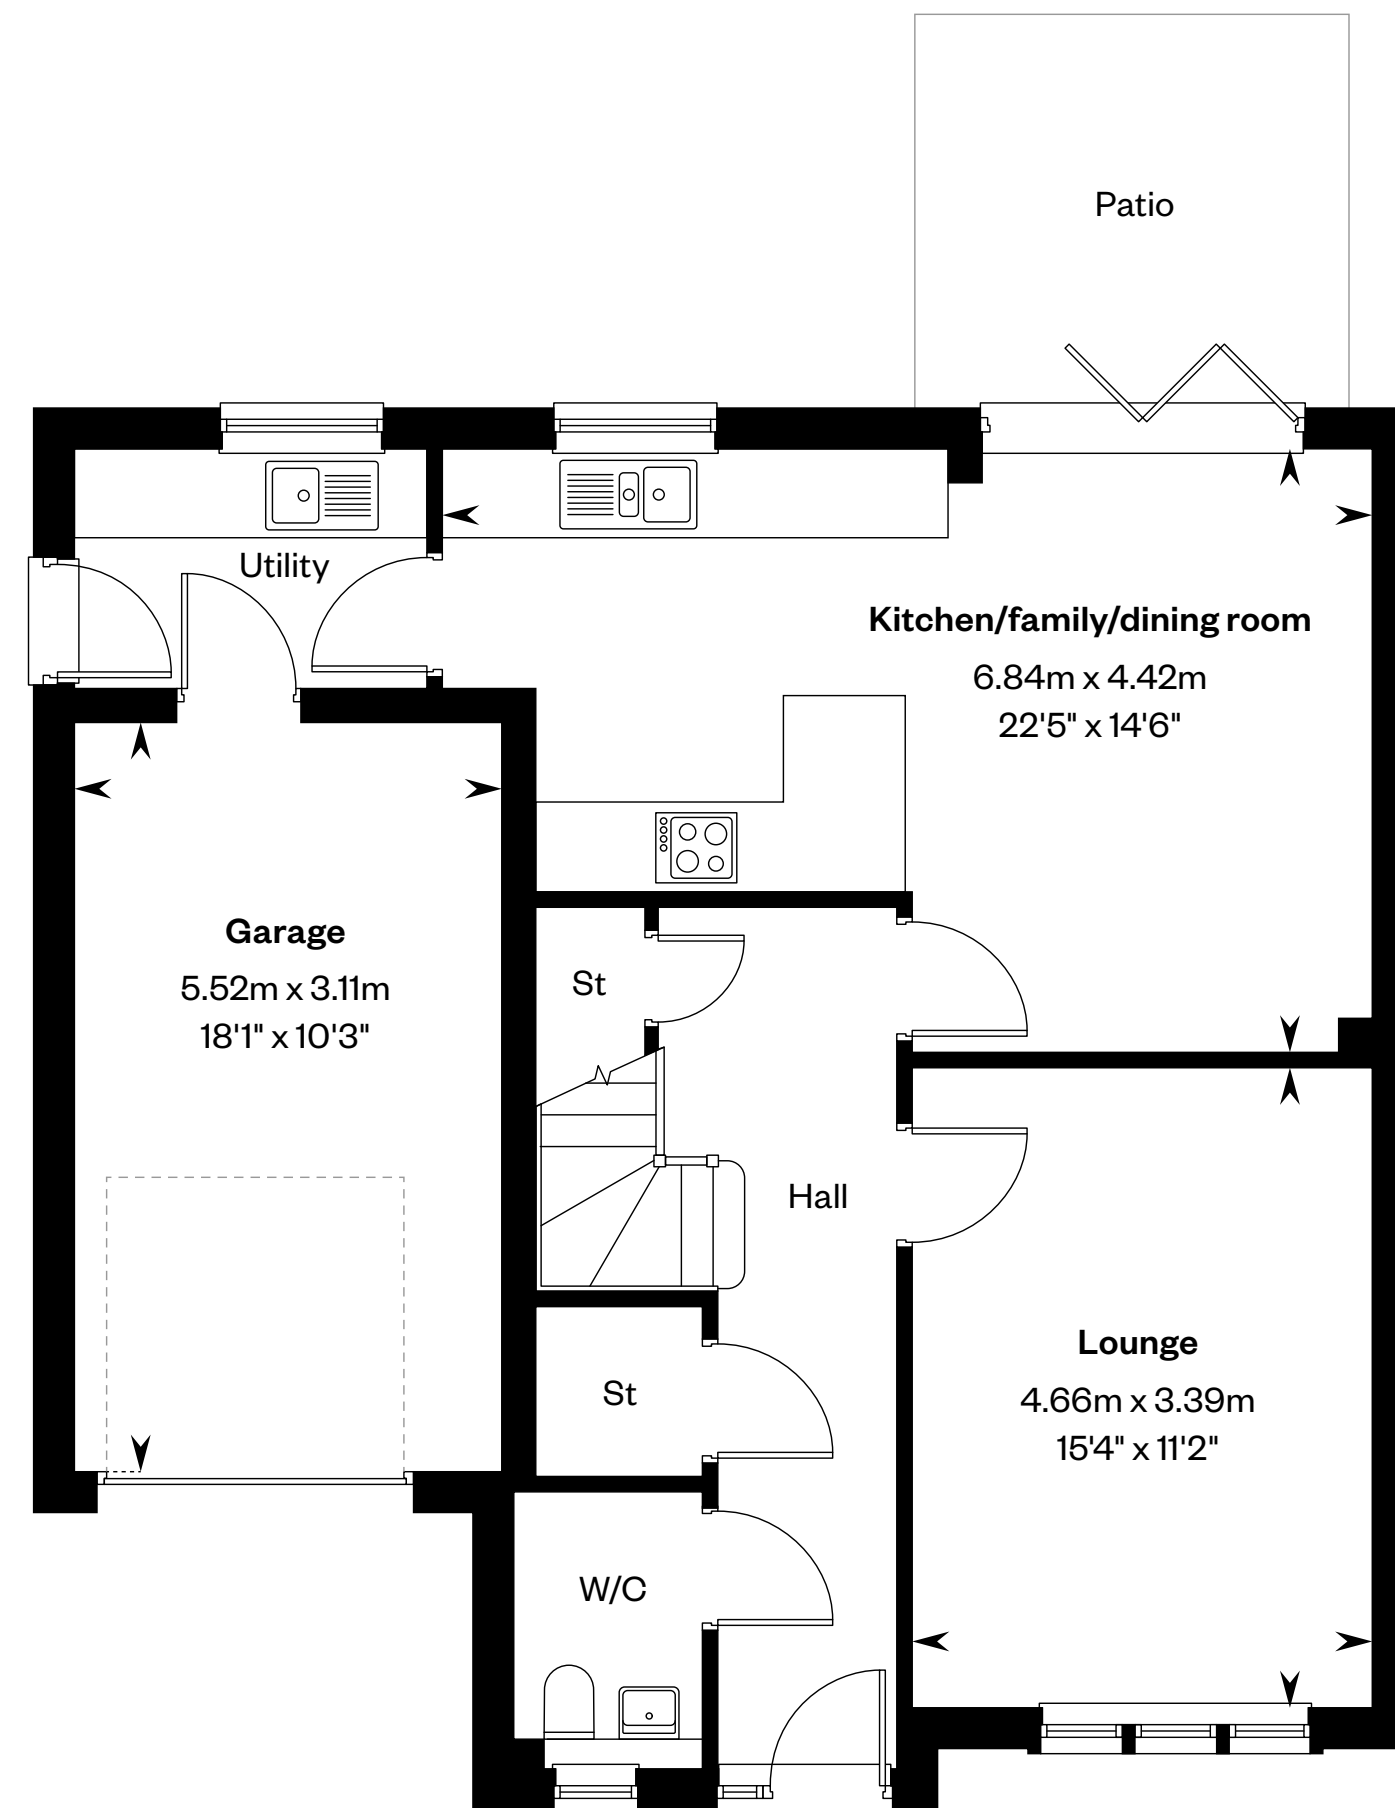 Patio
Utility
Kitchen/family/dining room
6.84m x 4.42m
22'5" x 14'6"
Garage
5.52m x 3.11m
18'1" x 10'3"
St
Hall
Lounge
4.66m x 3.39m
15'4" x 11'2"
St
W/C